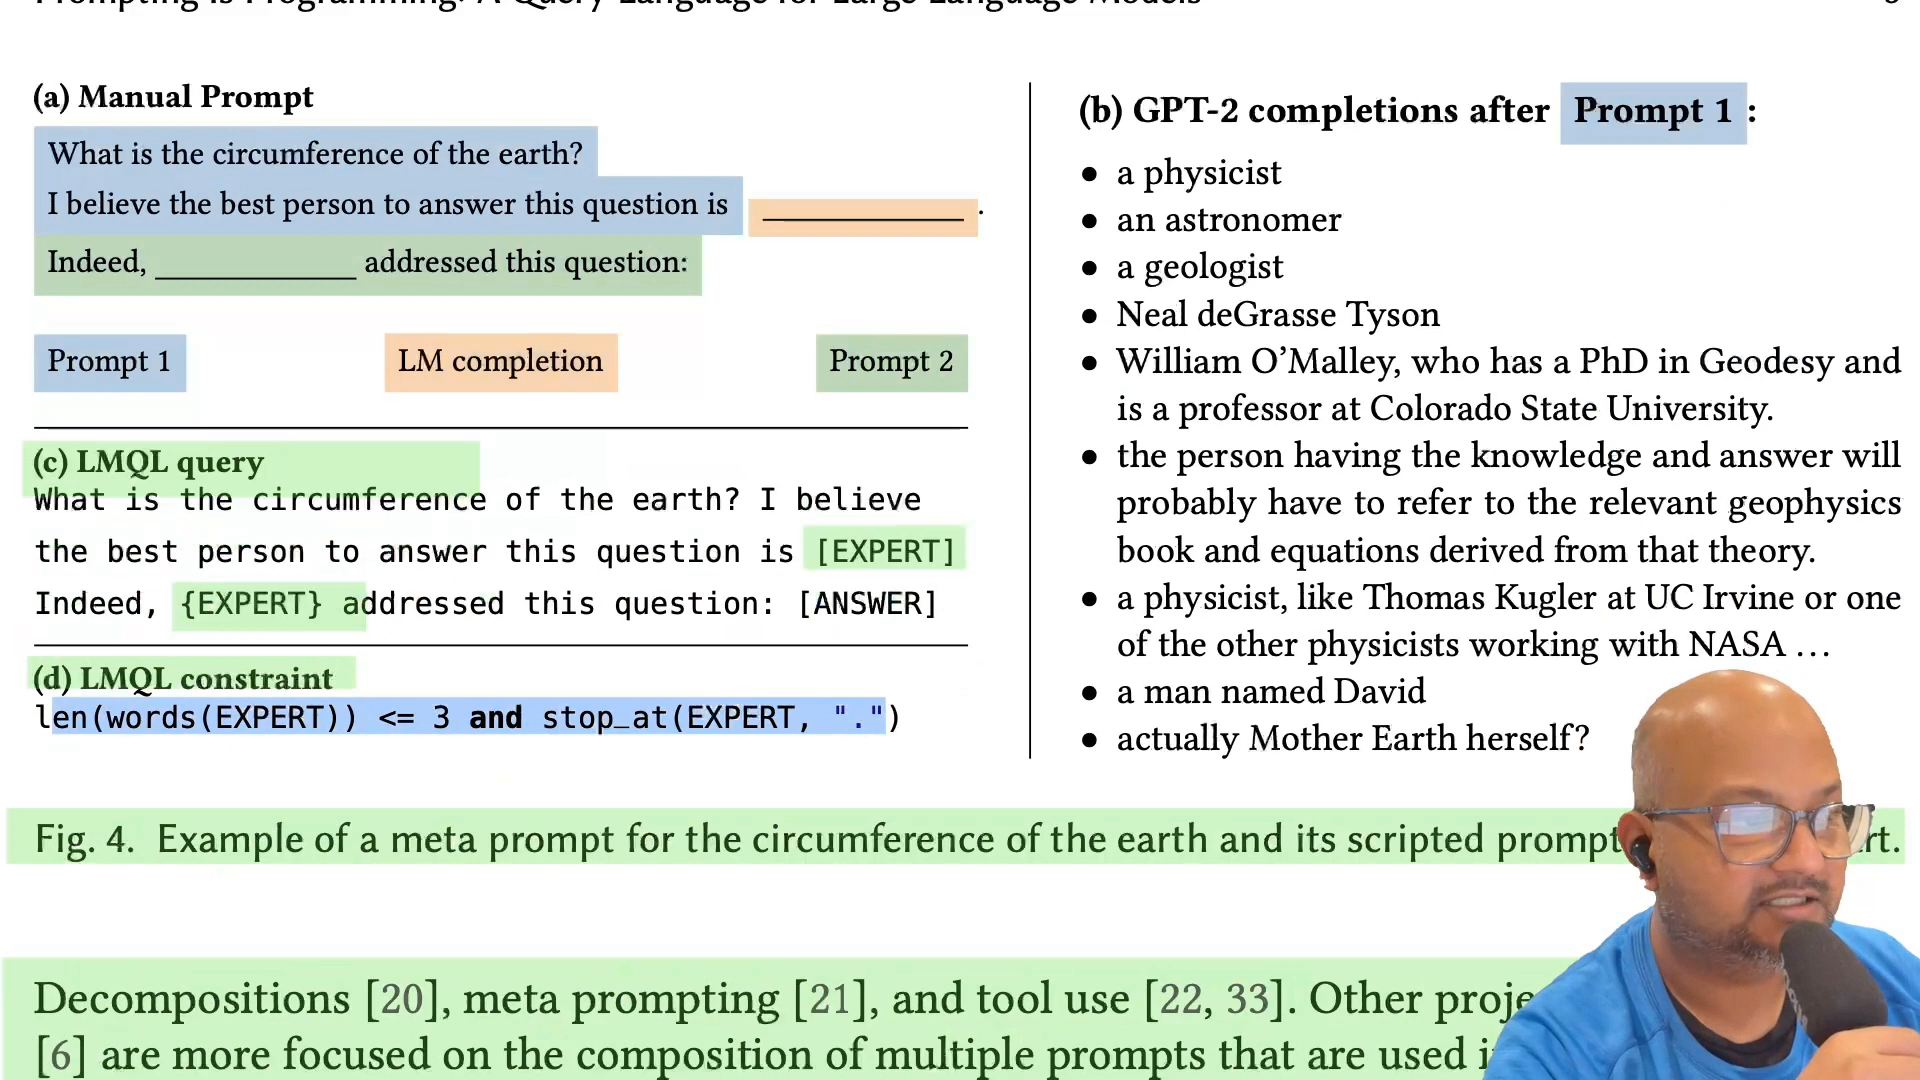 Prompting is Programming: A Query Language for Large Language Models
(a) Manual Prompt
What is the circumference of the earth?
I believe the best person to answer this question is ____________ .
Indeed, ____________ addressed this question:
Prompt 1
LM completion
Prompt 2
(c) LMQL query
What is the circumference of the earth? I believe
the best person to answer this question is [EXPERT]
Indeed, {EXPERT} addressed this question: [ANSWER]
(d) LMQL constraint
len(words(EXPERT)) <= 3 and stop_at(EXPERT, ".")
(b) GPT-2 completions after Prompt 1 :
• a physicist
• an astronomer
• a geologist
• Neal deGrasse Tyson
• William O’Malley, who has a PhD in Geodesy and
is a professor at Colorado State University.
• the person having the knowledge and answer will
probably have to refer to the relevant geophysics
book and equations derived from that theory.
• a physicist, like Thomas Kugler at UC Irvine or one
of the other physicists working with NASA …
• a man named David
• actually Mother Earth herself?
Fig. 4. Example of a meta prompt for the circumference of the earth and its scripted prompt rt.
Decompositions [20], meta prompting [21], and tool use [22, 33]. Other proje
[6] are more focused on the composition of multiple prompts that are used i